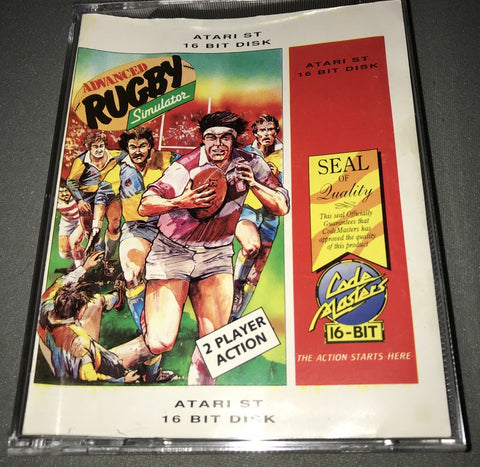 ATARI ST
16 BIT DISK
ADVANCED
RUGBY
Simulator
2 PLAYER
ACTION
ATARI ST
16 BIT DISK
ATARI ST
16 BIT DISK
SEAL
OF
Quality
This seal Officially
Guarantees that
CodeMasters has
approved the quality
of this product
Code
Masters
16-BIT
THE ACTION STARTS HERE